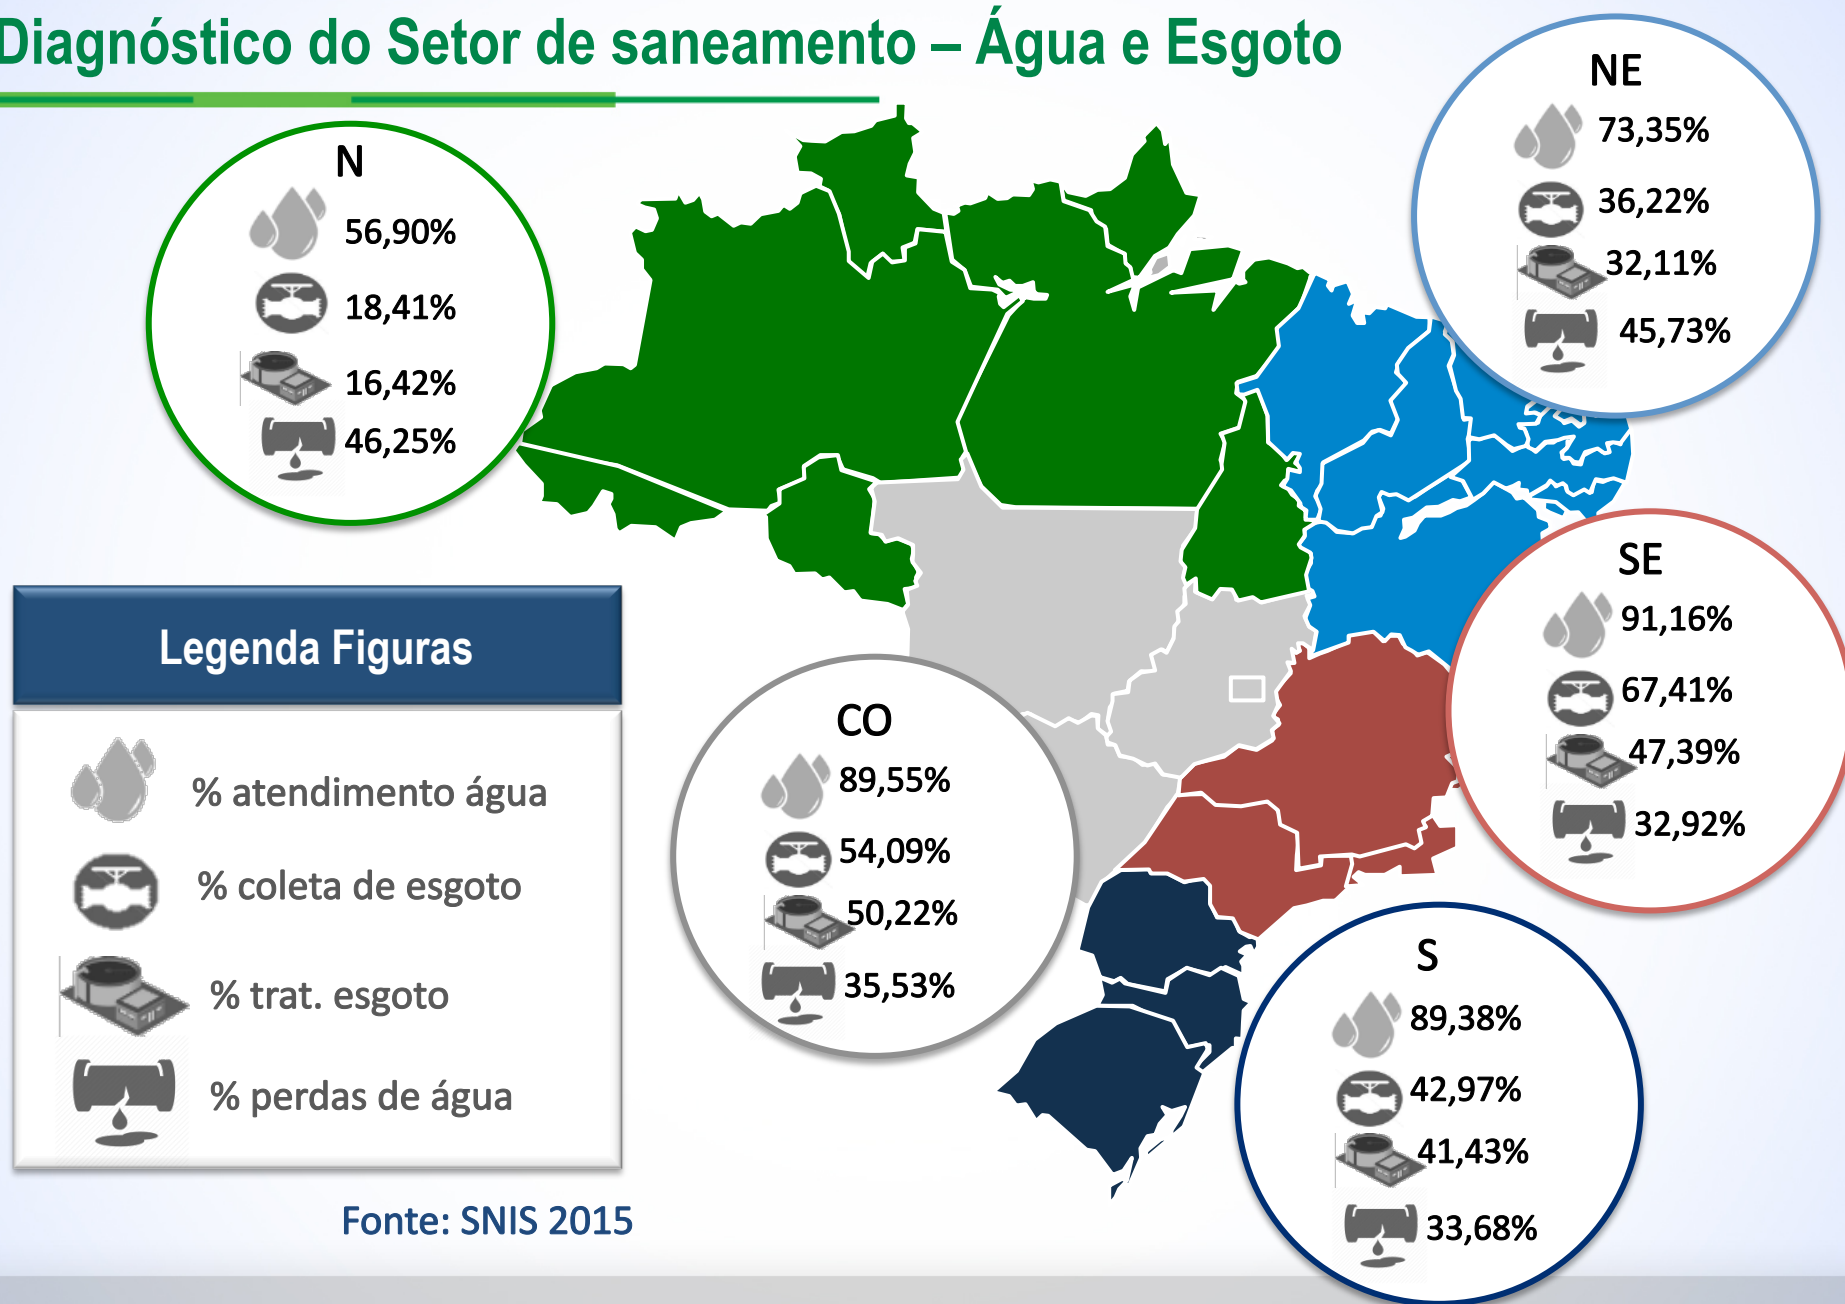 Diagnóstico do Setor de saneamento – Água e Esgoto
N
56,90%
18,41%
16,42%
46,25%
NE
73,35%
36,22%
32,11%
45,73%
SE
91,16%
67,41%
47,39%
32,92%
CO
89,55%
54,09%
50,22%
35,53%
S
89,38%
42,97%
41,43%
33,68%
Legenda Figuras
% atendimento água
% coleta de esgoto
% trat. esgoto
% perdas de água
Fonte: SNIS 2015